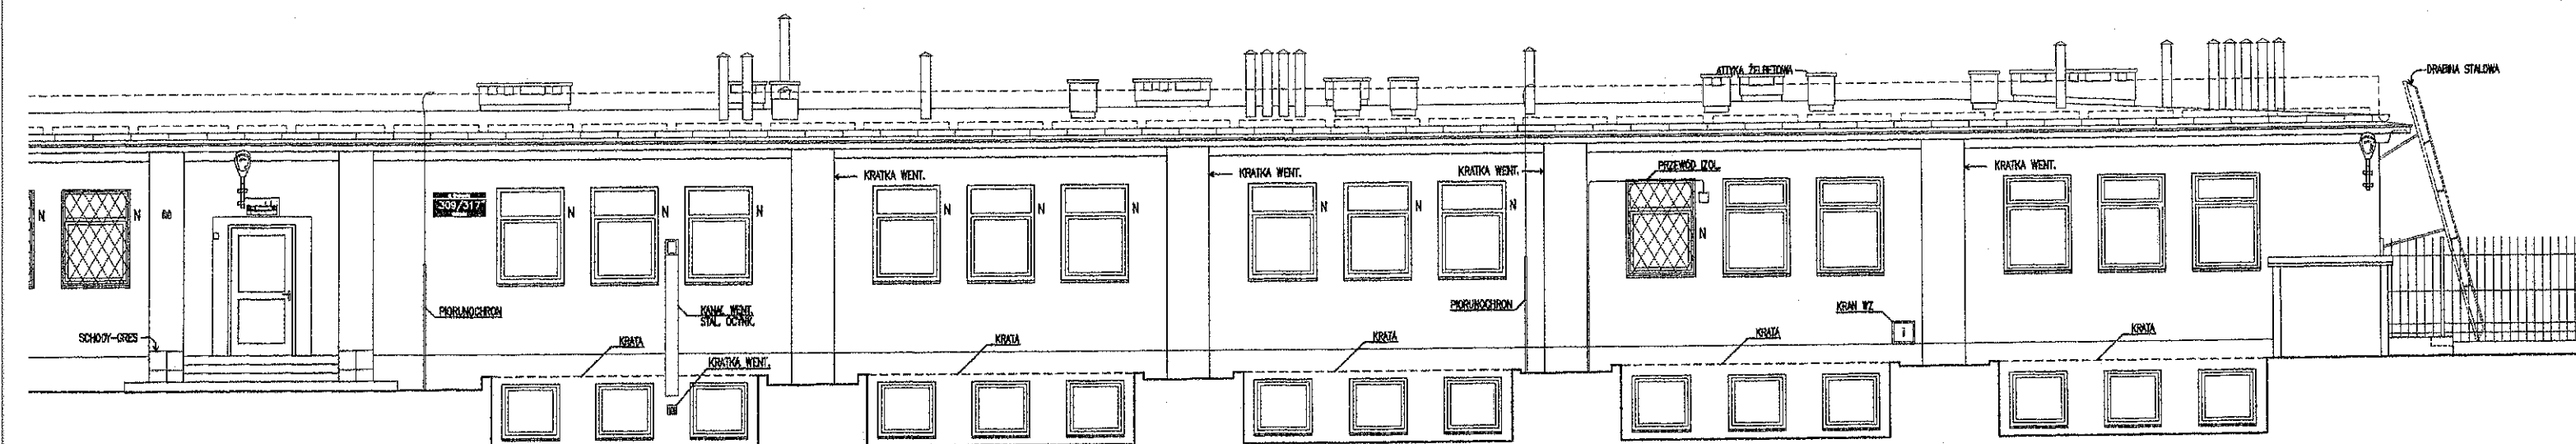 ATTYKA ŻELBETOWA
DRABINA STALOWA
KRATKA WENT.
KRATKA WENT.
KRATKA WENT.
PRZEWÓD IZOL.
KRATKA WENT.
309/317
N
N
N
N
N
N
N
N
N
N
N
N
PIORUNOCHRON
KANAŁ WENT.
STAL. OCYNK.
PIORUNOCHRON
KRAN WZ
SCHODY-GRES
KRATA
KRATA
KRATA
KRATA
KRATA
KRATKA WENT.